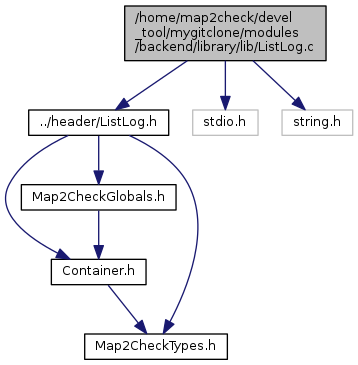 /home/map2check/devel
_tool/mygitclone/modules
/backend/library/lib/ListLog.c
../header/ListLog.h
stdio.h
string.h
Map2CheckGlobals.h
Container.h
Map2CheckTypes.h